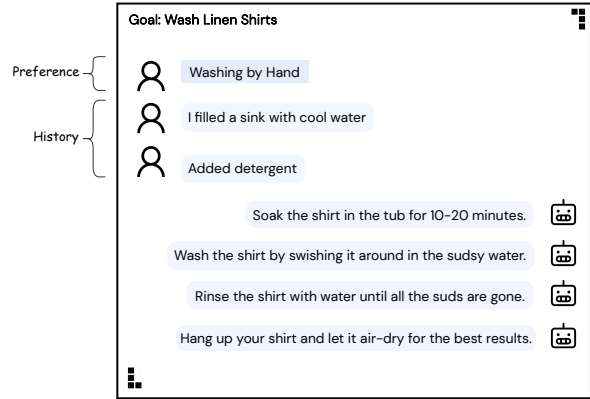 Goal: Wash Linen Shirts
Preference
Washing by Hand
I filled a sink with cool water
History
Added detergent
Soak the shirt in the tub for 10-20 minutes.
Wash the shirt by swishing it around in the sudsy water.
Rinse the shirt with water until all the suds are gone.
Hang up your shirt and let it air-dry for the best results.